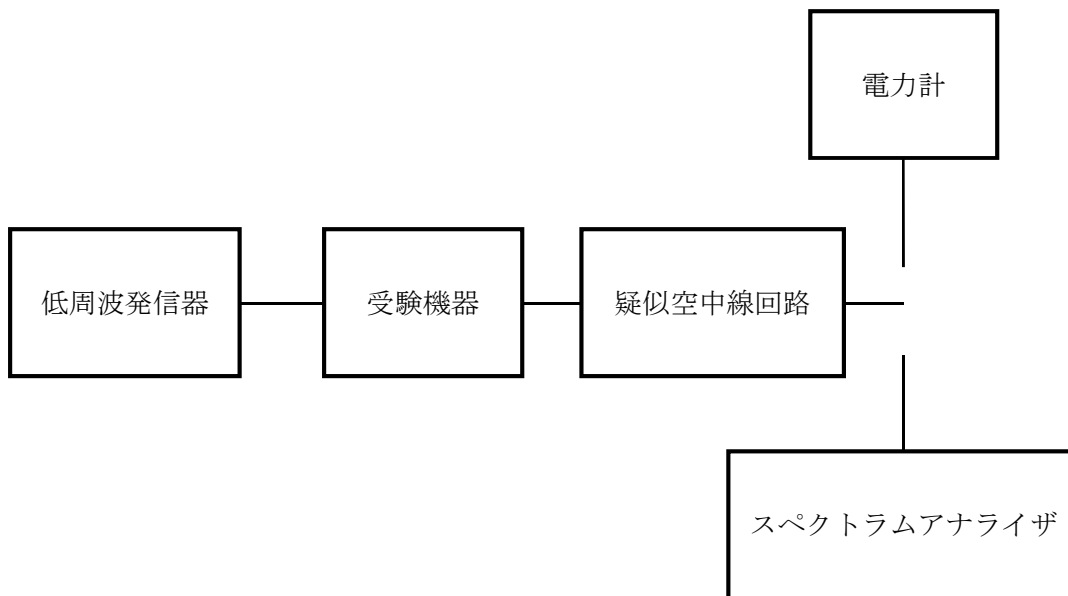 電力計
低周波発信器
受験機器
疑似空中線回路
スペクトラムアナライザ